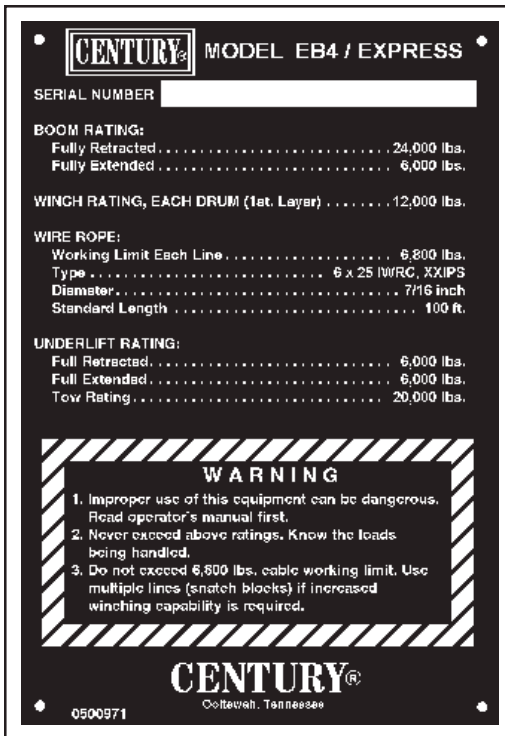 CENTURY® MODEL EB4 / EXPRESS
SERIAL NUMBER
BOOM RATING:
Fully Retracted............................24,000 lbs.
Fully Extended............................ 6,000 lbs.
WINCH RATING, EACH DRUM (1st. Layer) ........12,000 lbs.
WIRE ROPE:
Working Limit Each Line.................... 6,800 lbs.
Type ............................ 6 x 25 IWRC, XXIPS
Diameter..................................7/16 inch
Standard Length ............................. 100 ft.
UNDERLIFT RATING:
Full Retracted............................. 6,000 lbs.
Full Extended............................. 6,000 lbs.
Tow Rating.............................. 20,000 lbs.
WARNING
1. Improper use of this equipment can be dangerous.
Read operator's manual first.
2. Never exceed above ratings. Know the loads
being handled.
3. Do not exceed 6,800 lbs. cable working limit. Use
multiple lines (snatch blocks) if increased
winching capability is required.
CENTURY®
Ooltewah, Tennessee
0500971